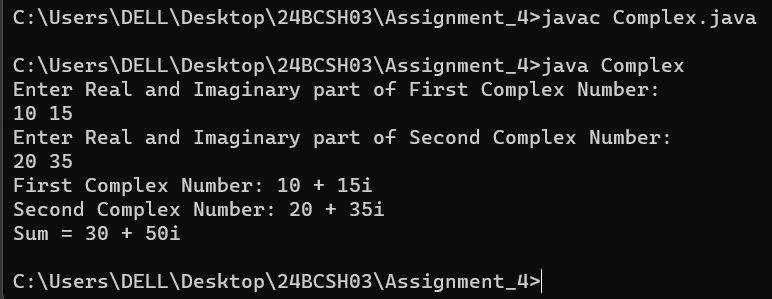 C:\Users\DELL\Desktop\24BCSH03\Assignment_4>javac Complex.java
C:\Users\DELL\Desktop\24BCSH03\Assignment_4>java Complex
Enter Real and Imaginary part of First Complex Number:
10 15
Enter Real and Imaginary part of Second Complex Number:
20 35
First Complex Number: 10 + 15i
Second Complex Number: 20 + 35i
Sum = 30 + 50i
C:\Users\DELL\Desktop\24BCSH03\Assignment_4>